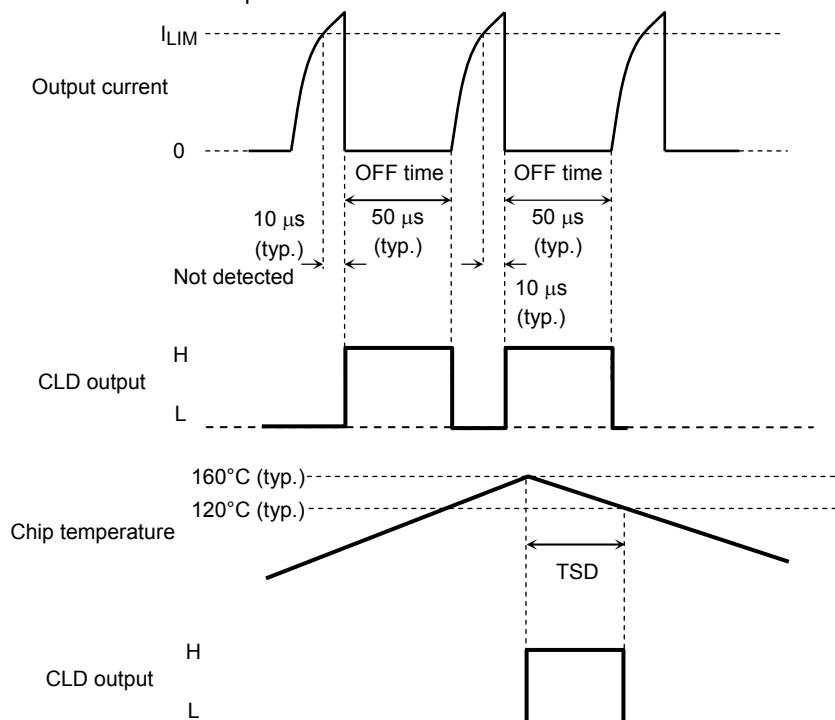 I_LIM
Output current
0
OFF time
OFF time
10 μs
(typ.)
50 μs
(typ.)
50 μs
(typ.)
Not detected
10 μs
(typ.)
H
CLD output
L
160°C (typ.)
120°C (typ.)
Chip temperature
TSD
H
CLD output
L